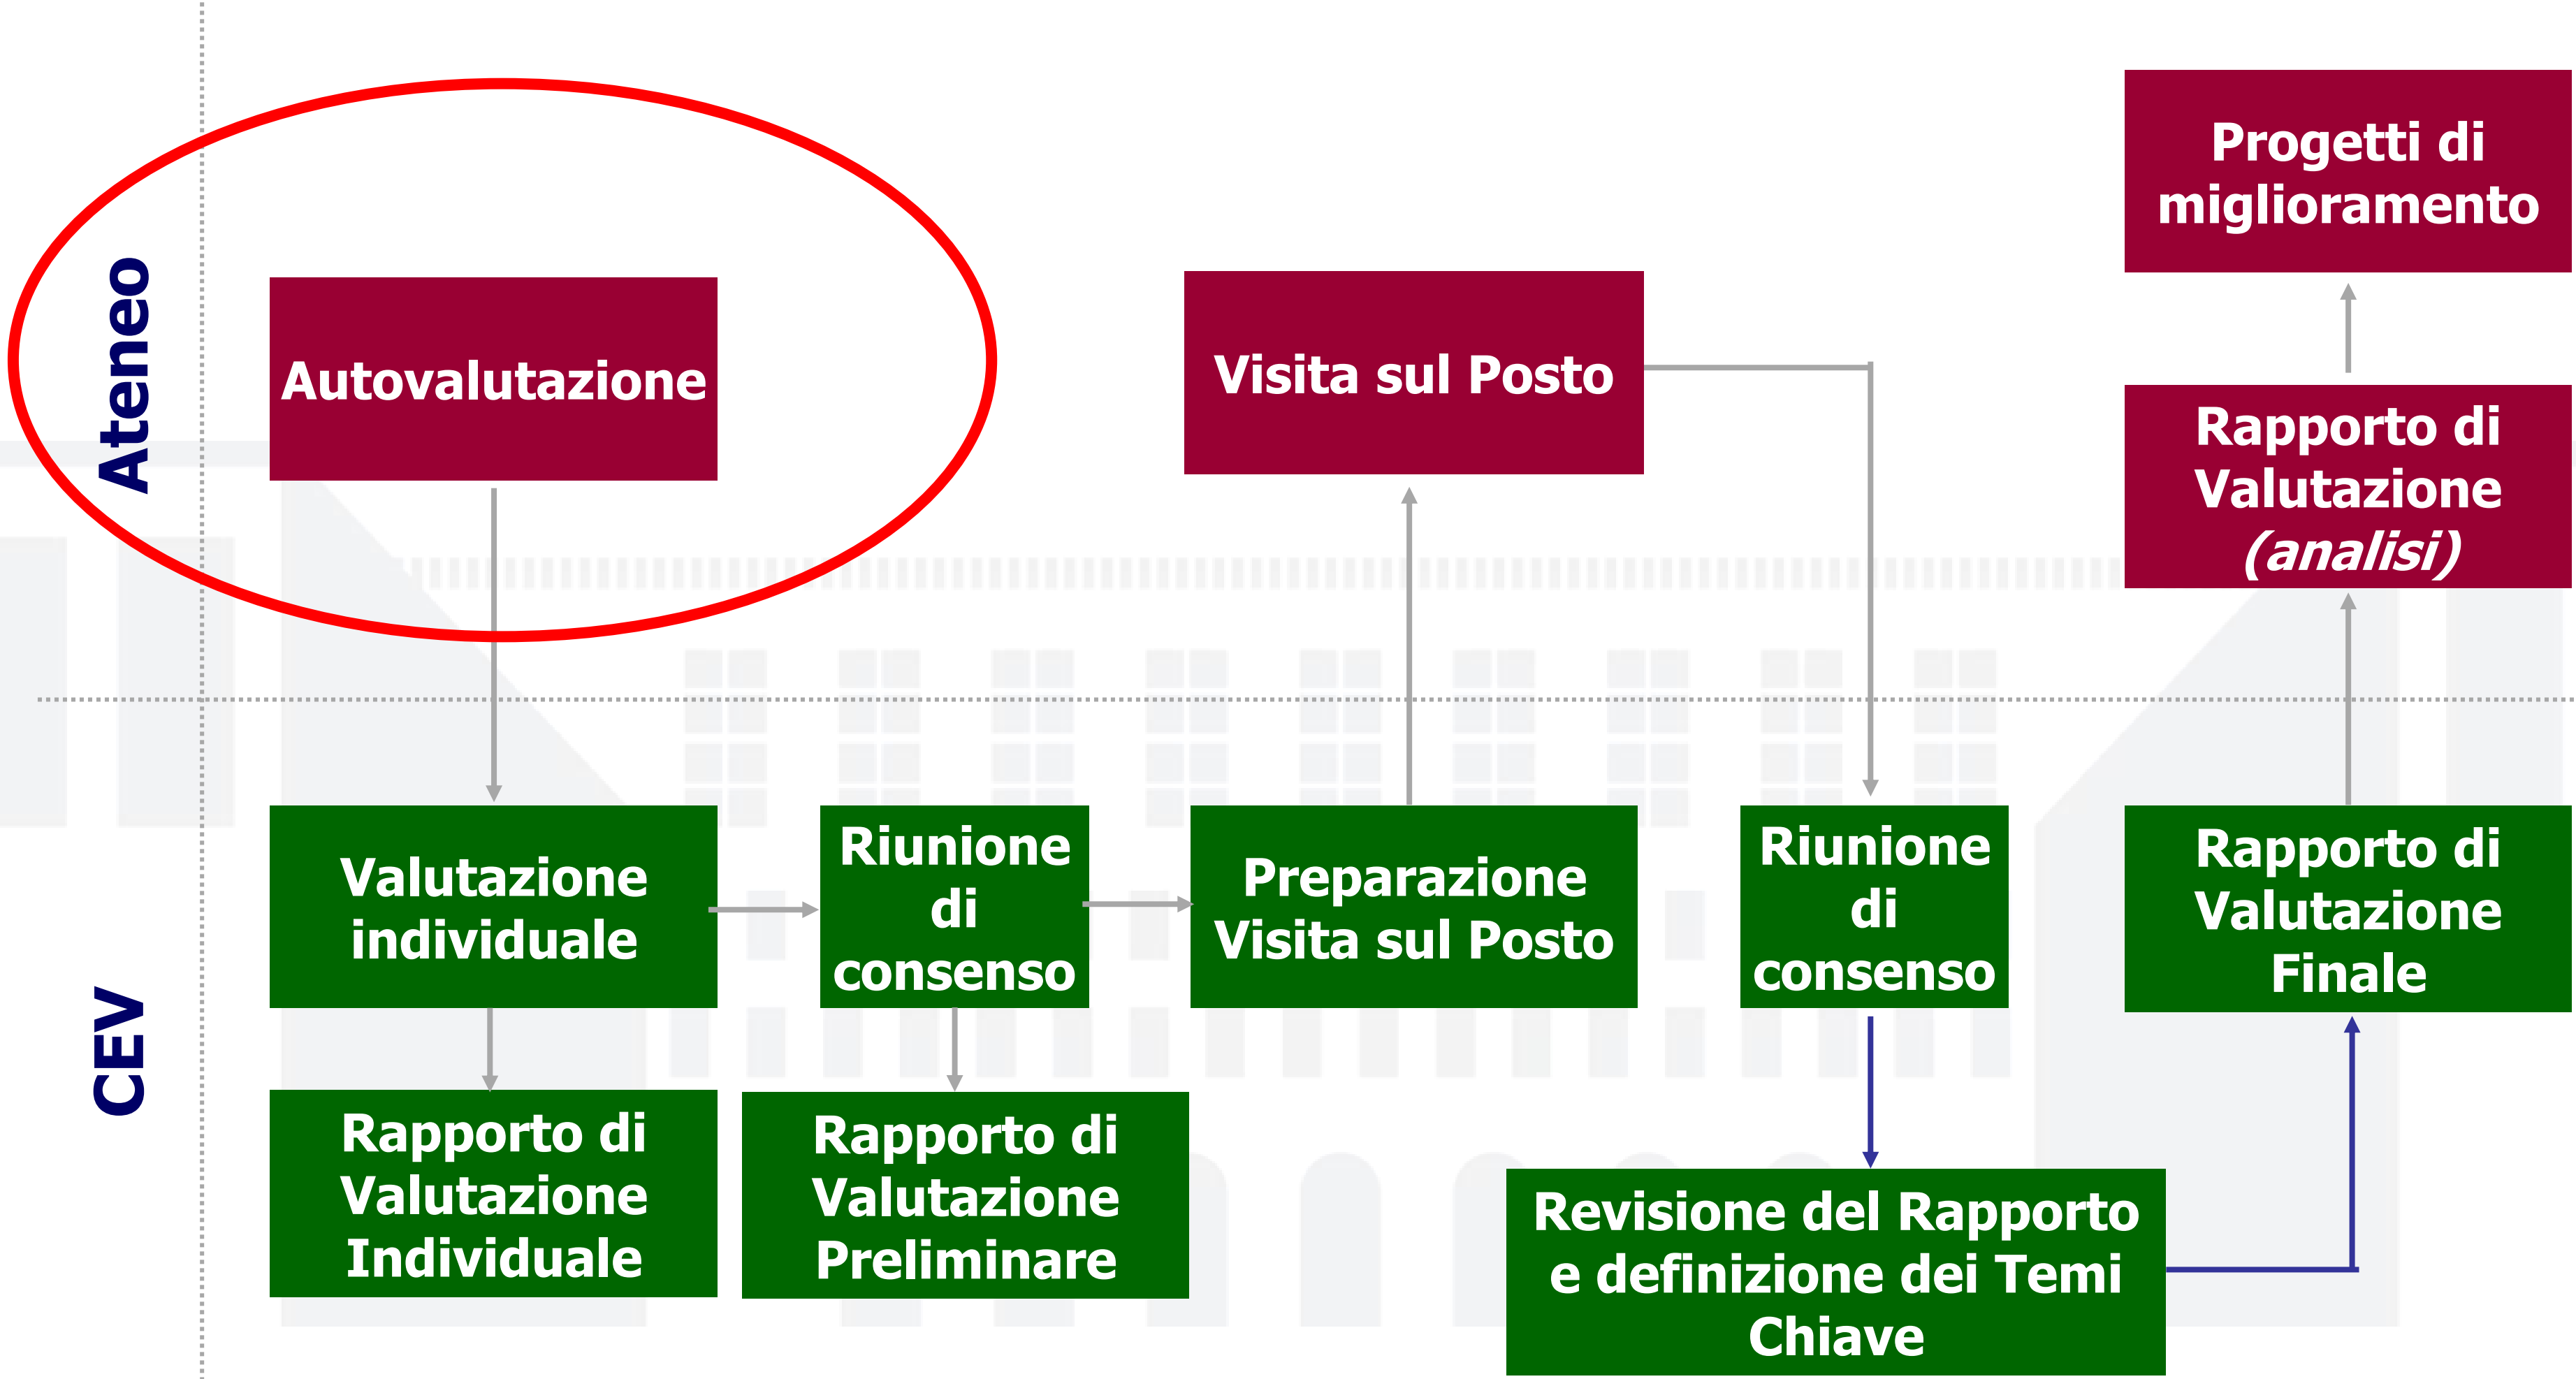 Ateneo
Autovalutazione
Visita sul Posto
Progetti di
miglioramento
Rapporto di
Valutazione
(analisi)
CEV
Valutazione
individuale
Riunione
di
consenso
Preparazione
Visita sul Posto
Riunione
di
consenso
Rapporto di
Valutazione
Finale
Rapporto di
Valutazione
Individuale
Rapporto di
Valutazione
Preliminare
Revisione del Rapporto
e definizione dei Temi
Chiave